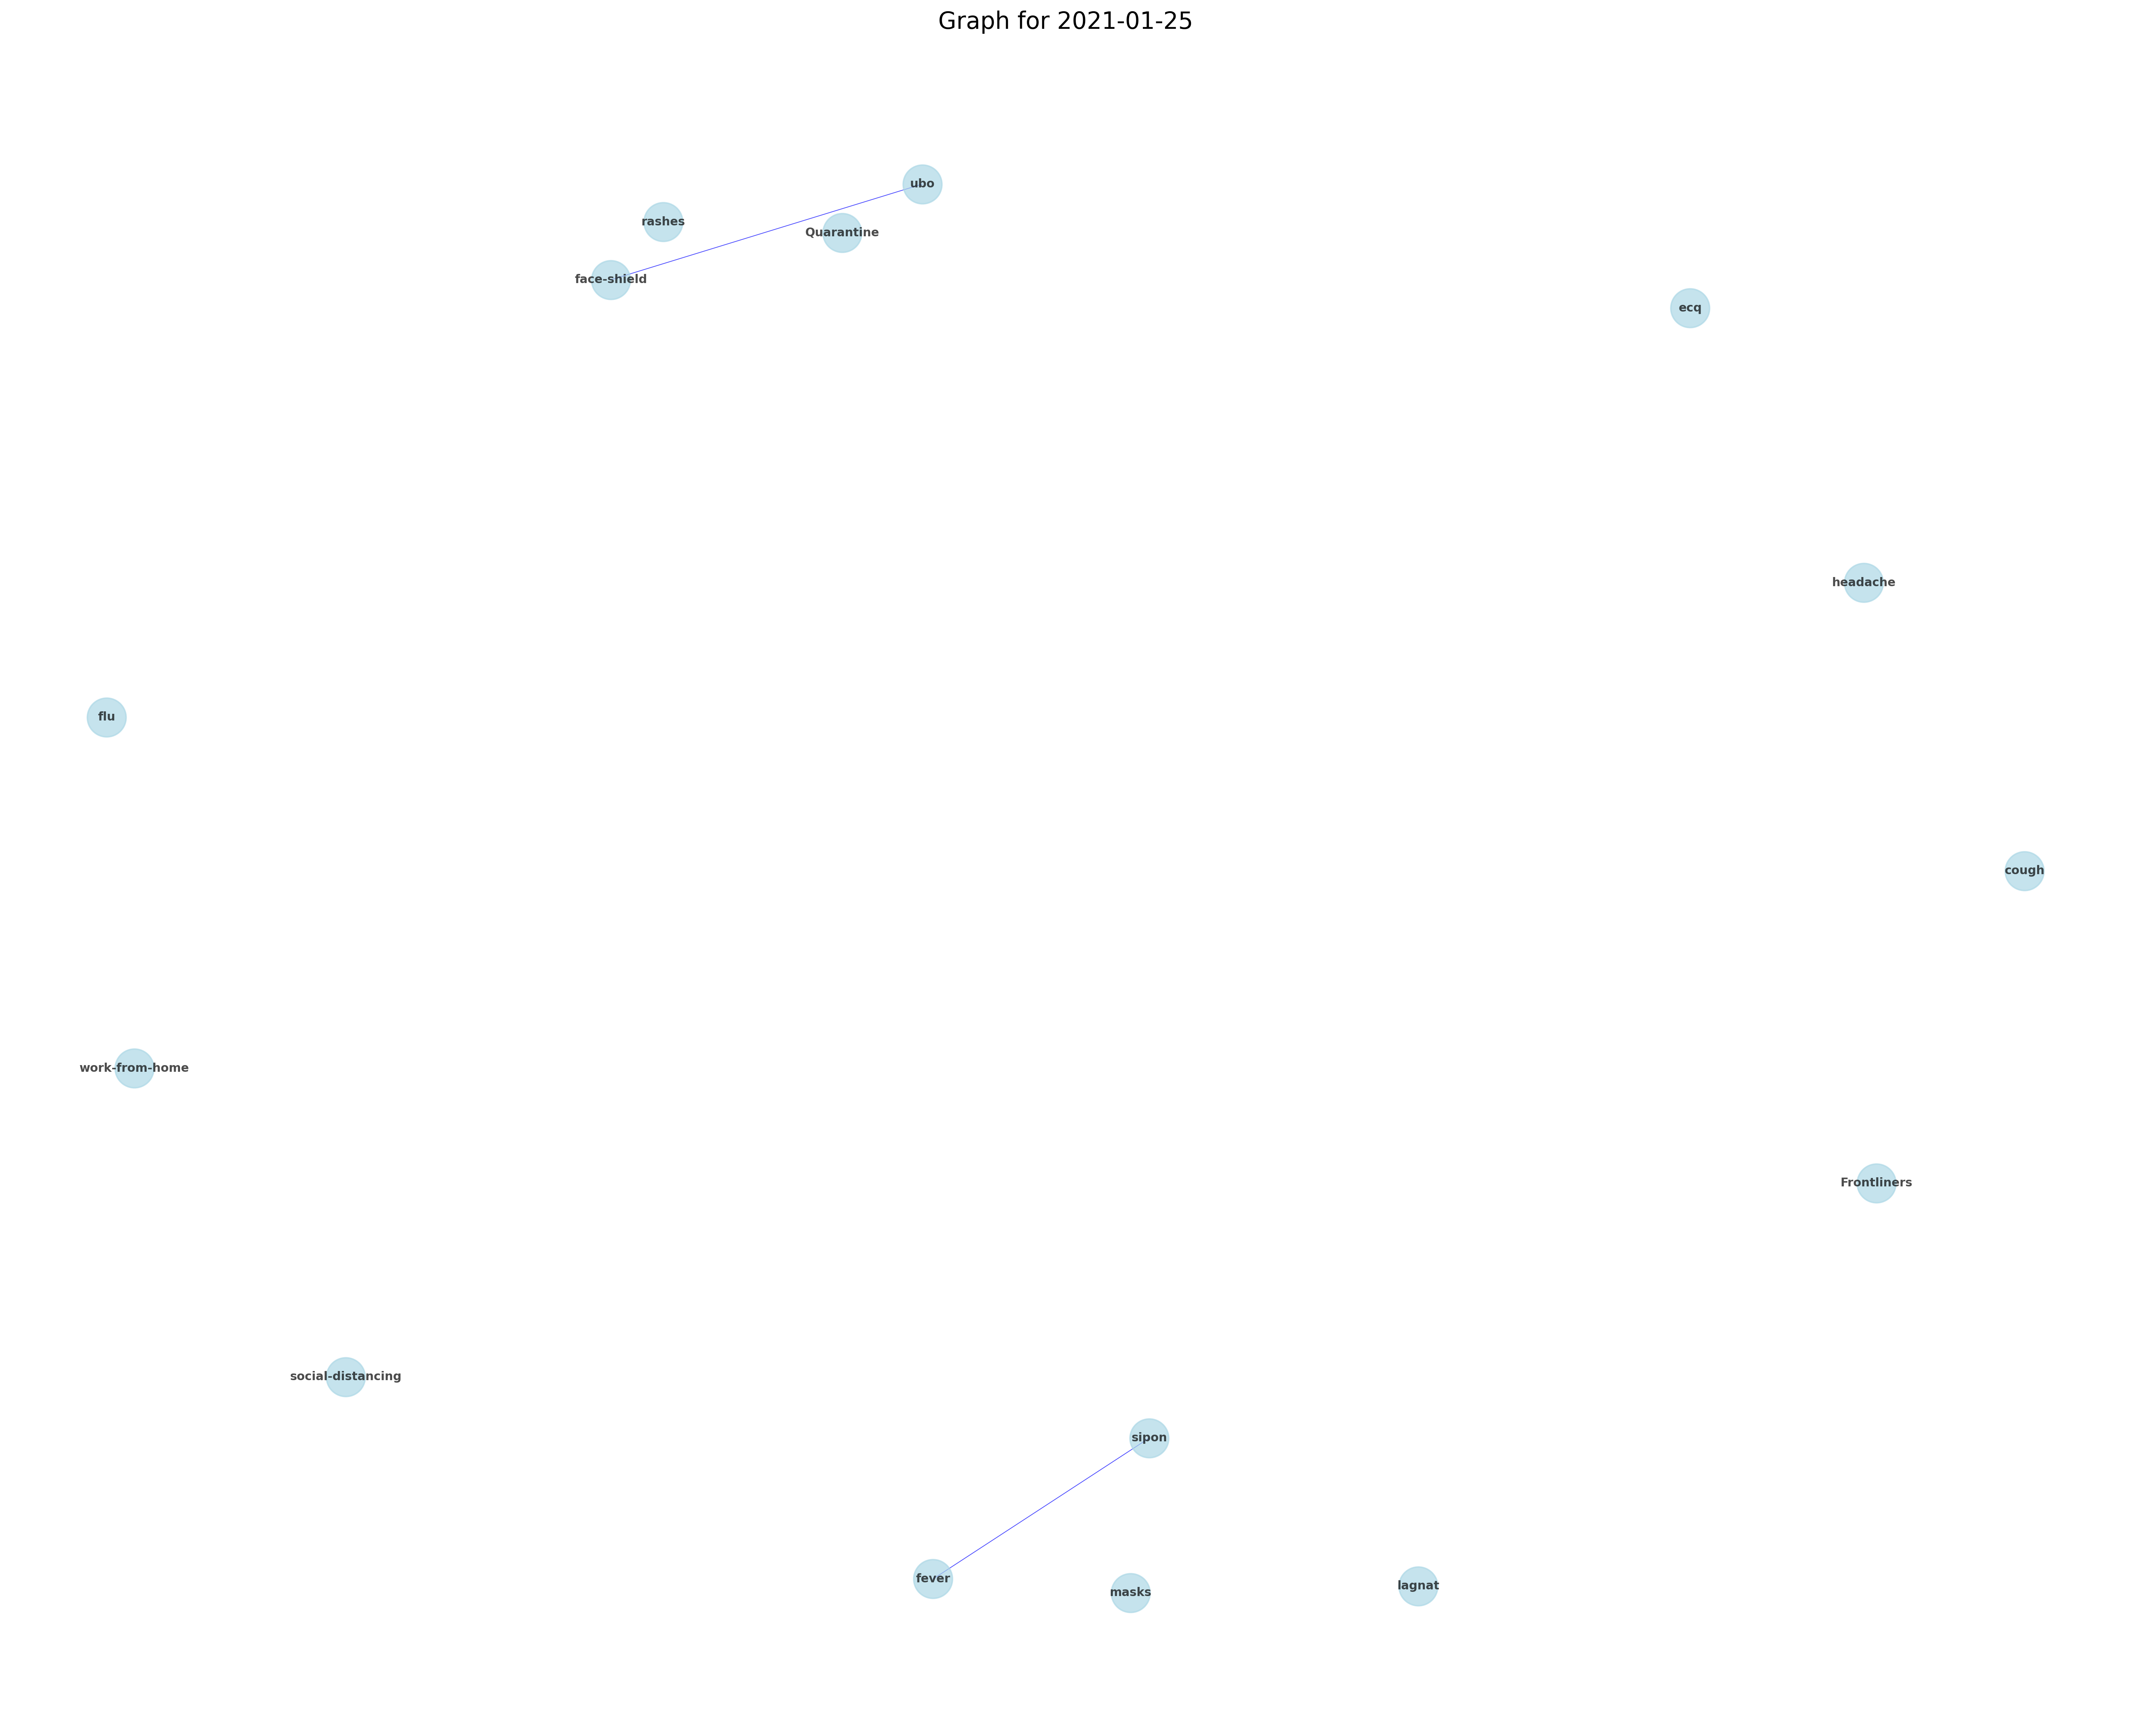 Graph for 2021-01-25
ubo
rashes
Quarantine
face-shield
ecq
headache
flu
cough
work-from-home
Frontliners
social-distancing
sipon
fever
masks
lagnat